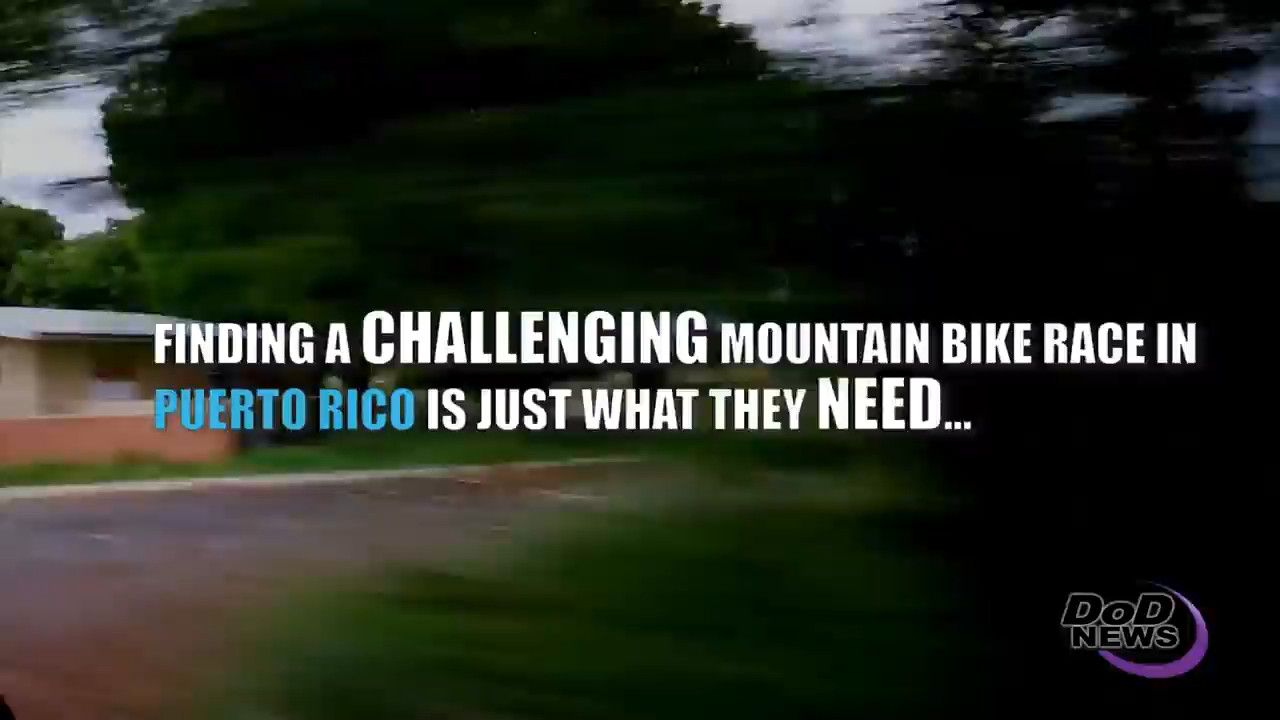 FINDING A CHALLENGING MOUNTAIN BIKE RACE IN
PUERTO RICO IS JUST WHAT THEY NEED...
DoD
NEWS